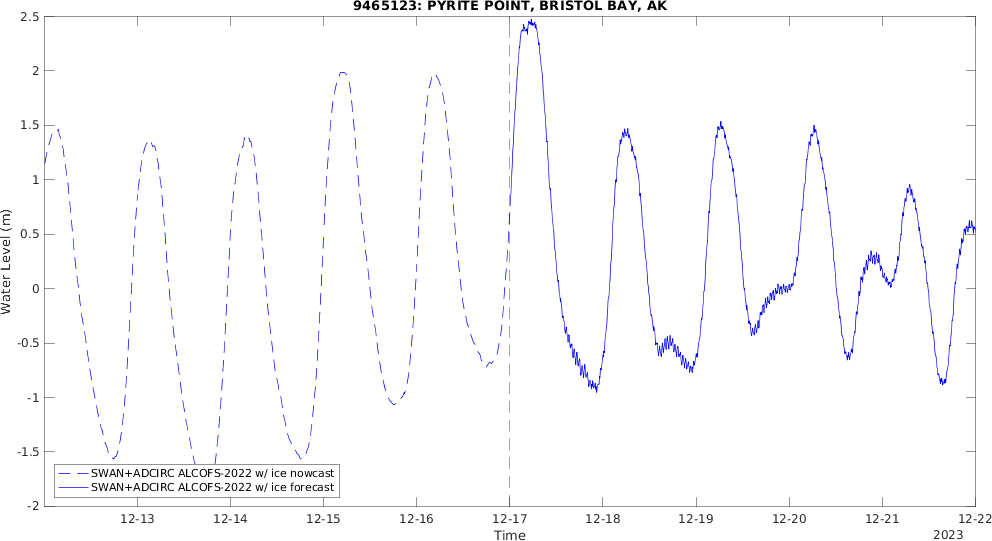 9465123: PYRITE POINT, BRISTOL BAY, AK
2.5
2
1.5
1
0.5
0
-0.5
-1
-1.5
-2
Water Level (m)
SWAN+ADCIRC ALCOFS-2022 w/ ice nowcast
SWAN+ADCIRC ALCOFS-2022 w/ ice forecast
12-13 12-14 12-15 12-16 12-17 12-18 12-19 12-20 12-21 12-22
Time
2023